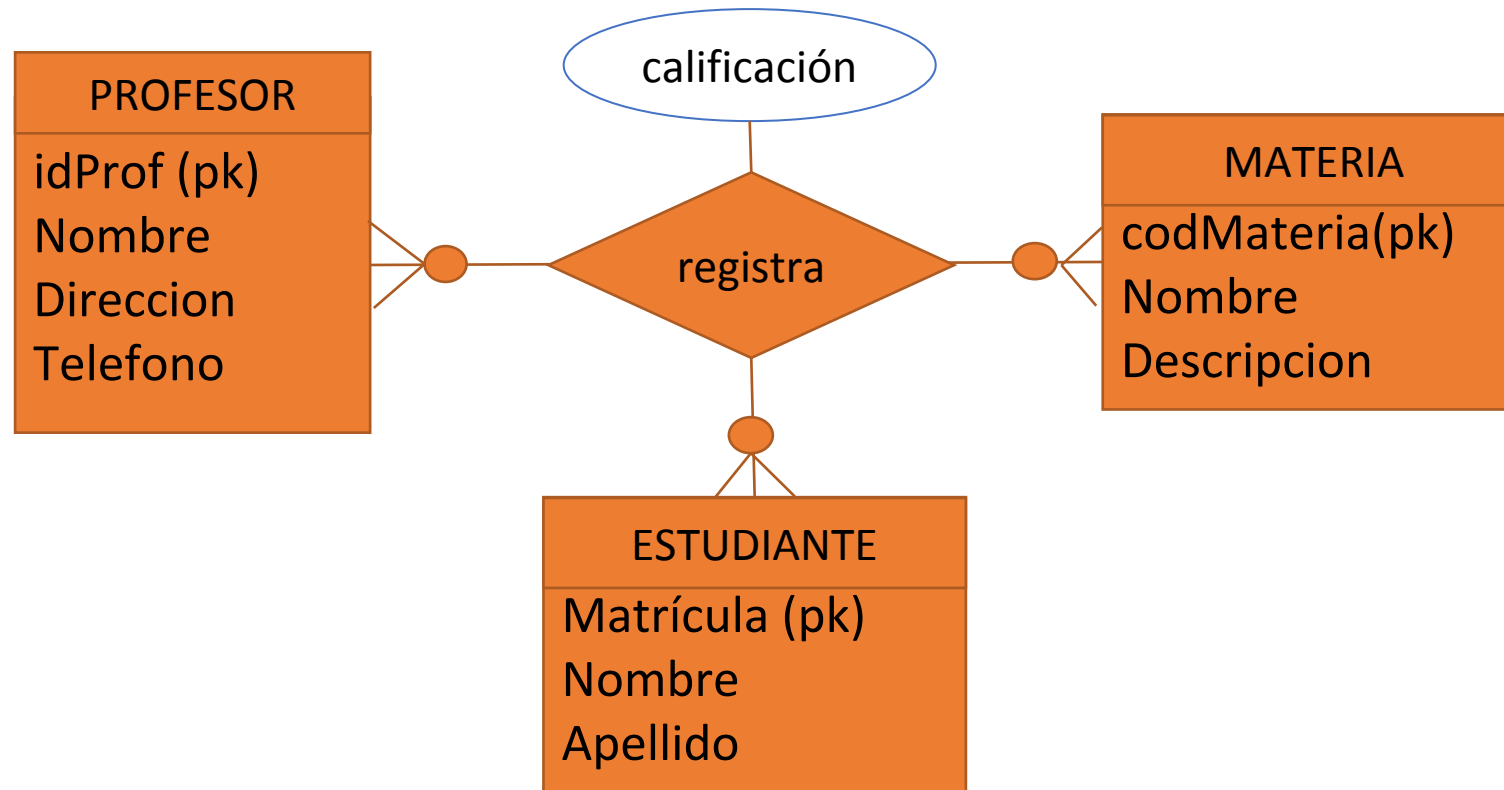 calificación
PROFESOR
idProf (pk)
Nombre
Direccion
Telefono
registra
MATERIA
codMateria(pk)
Nombre
Descripcion
ESTUDIANTE
Matrícula (pk)
Nombre
Apellido